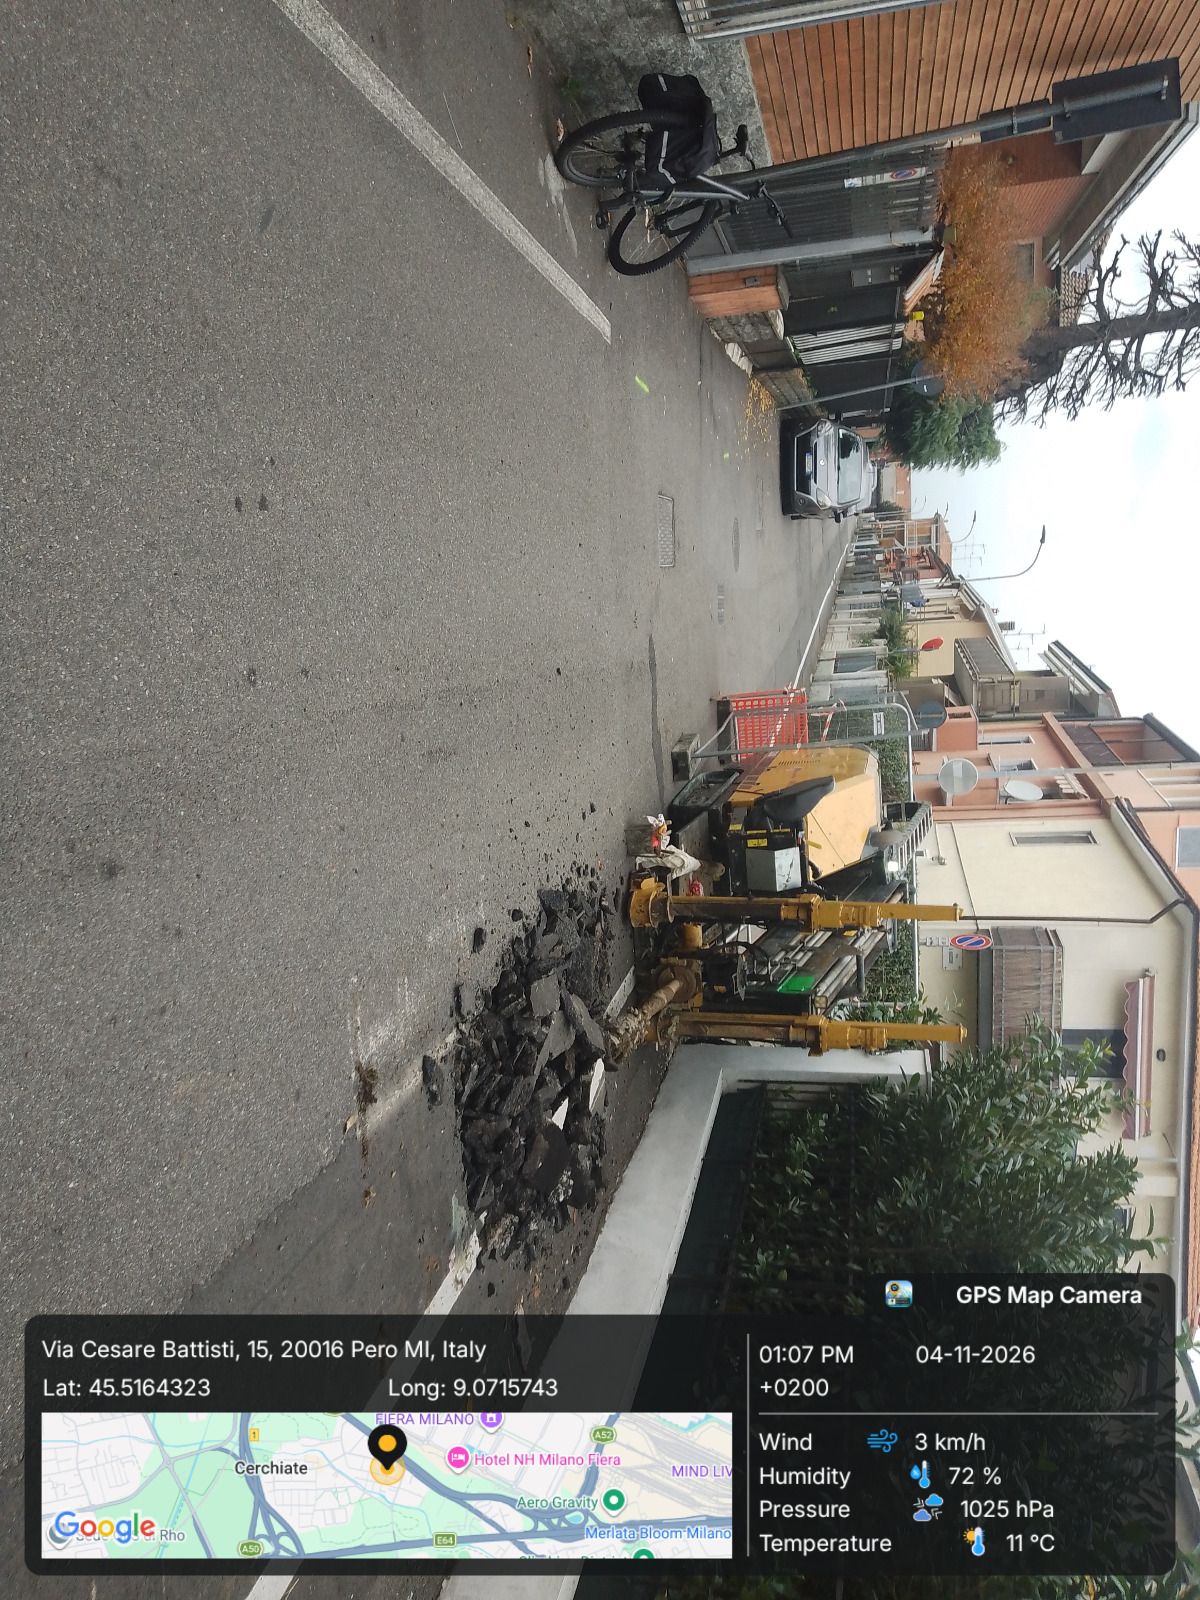 GPS Map Camera
Via Cesare Battisti, 15, 20016 Pero MI, Italy
Lat: 45.5164323
Long: 9.0715743
01:07 PM
04-11-2026
+0200
Wind
3 km/h
Humidity
72 %
Pressure
1025 hPa
Temperature
11 °C
FIERA MILANO
1
A52
Cerchiate
Hotel NH Milano Fiera
MIND LIV
Aero Gravity
Google
di Rho
A50
E64
Merlata Bloom Milano